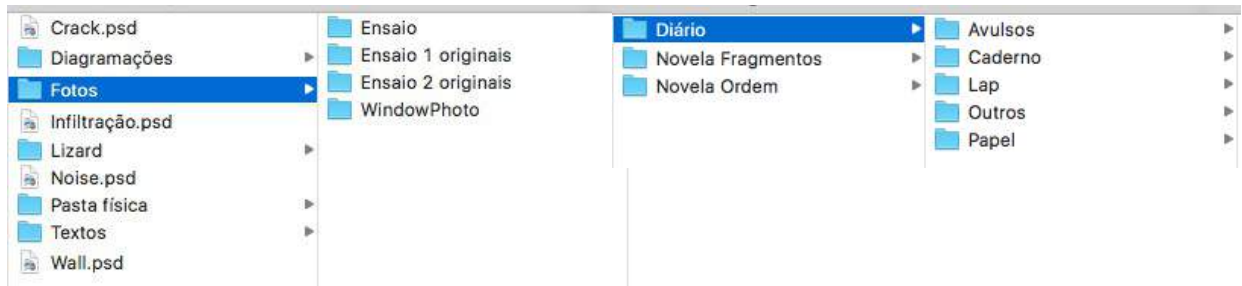 Crack.psd
Diagramações
Fotos
Infiltração.psd
Lizard
Noise.psd
Pasta física
Textos
Wall.psd
Ensaio
Ensaio 1 originais
Ensaio 2 originais
WindowPhoto
Diário
Novela Fragmentos
Novela Ordem
Avulsos
Caderno
Lap
Outros
Papel